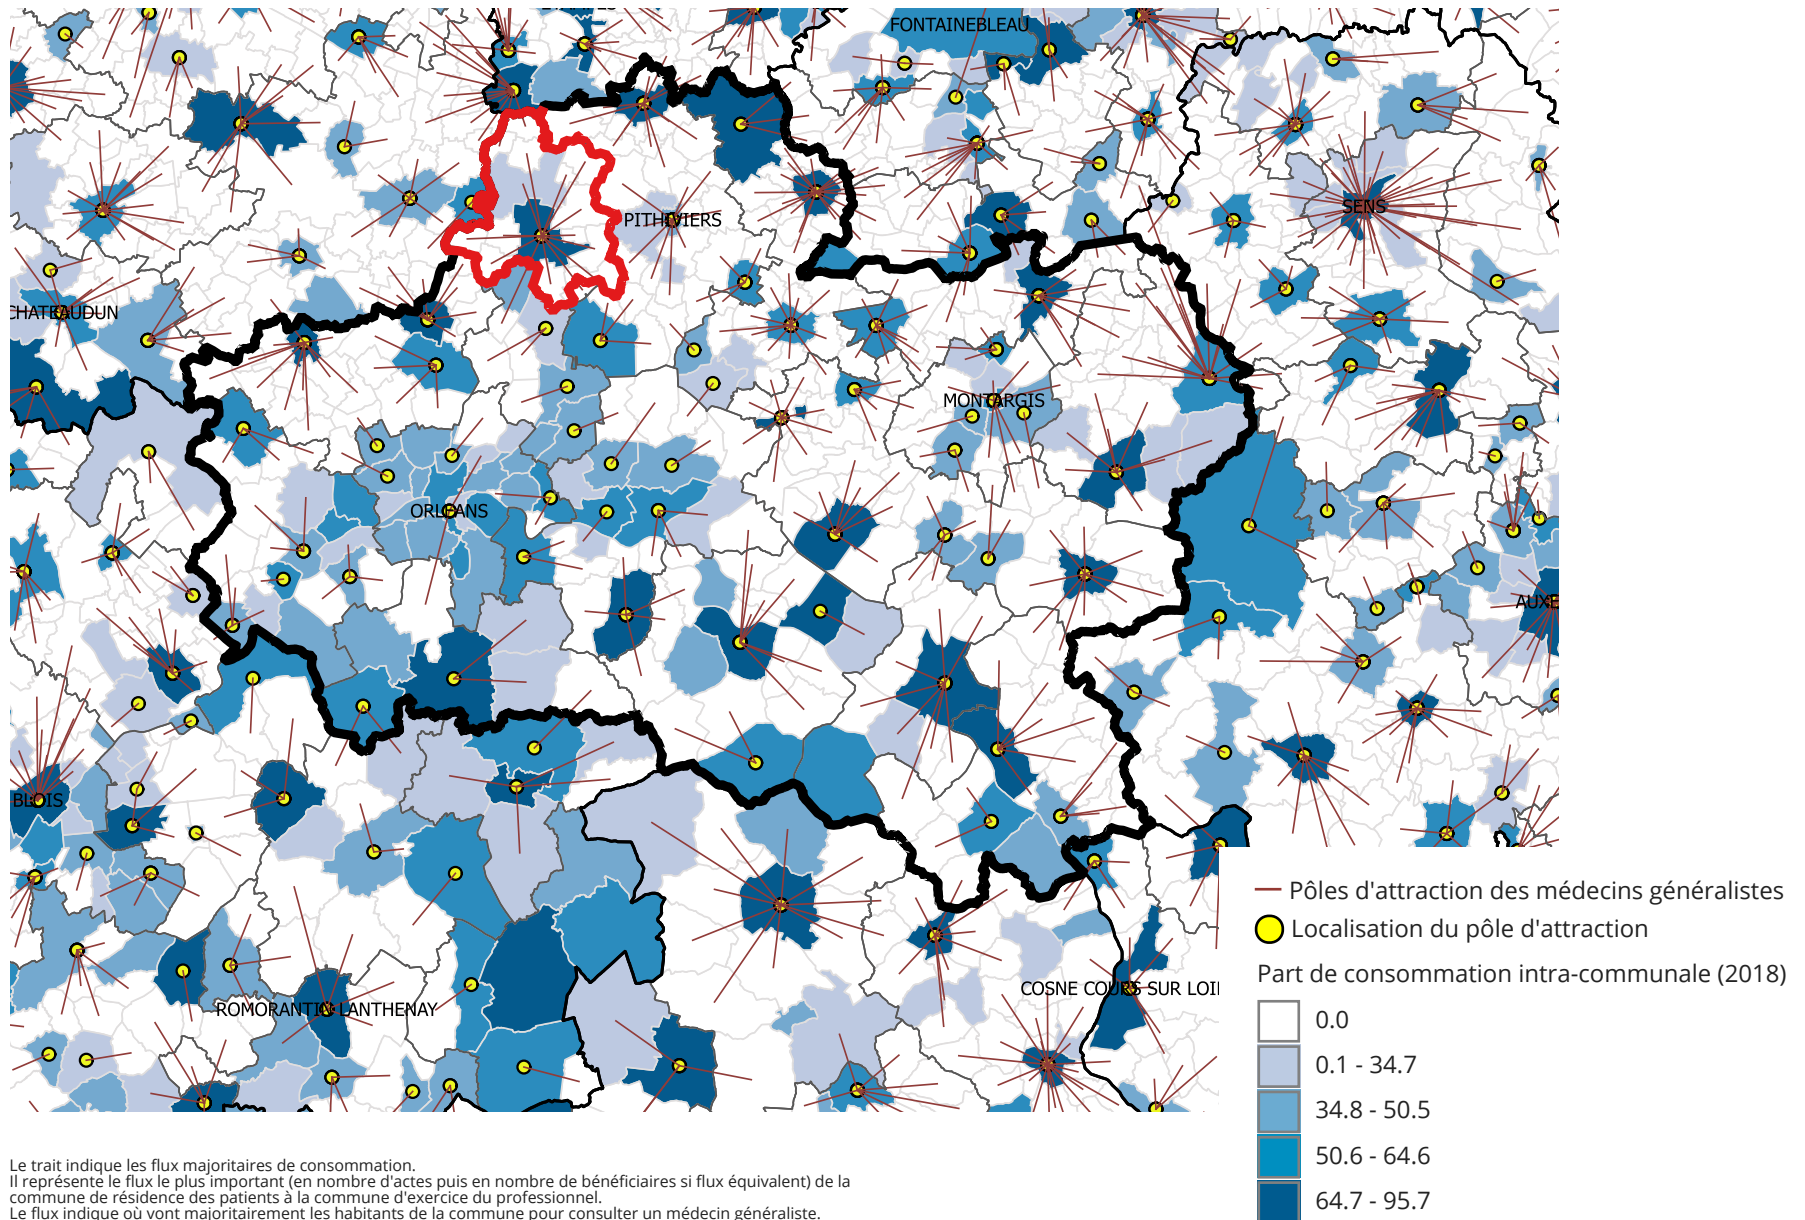 FONTAINEBLEAU
SENS
PITHIVIERS
CHATEAUDUN
MONTARGIS
ORLEANS
AUXE
BLOIS
COSNE COURS SUR LOI
ROMORANTIN LANTHENAY
Pôles d'attraction des médecins généralistes
Localisation du pôle d'attraction
Part de consommation intra-communale (2018)
0.0
0.1 - 34.7
34.8 - 50.5
50.6 - 64.6
64.7 - 95.7
Le trait indique les flux majoritaires de consommation.
Il représente le flux le plus important (en nombre d'actes puis en nombre de bénéficiaires si flux équivalent) de la
commune de résidence des patients à la commune d'exercice du professionnel.
Le flux indique où vont majoritairement les habitants de la commune pour consulter un médecin généraliste.